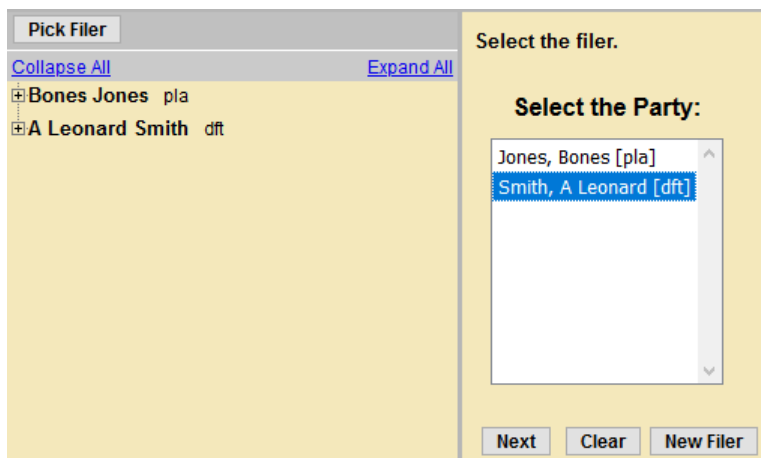 Pick Filer
Collapse All Expand All
Bones Jones pla
A Leonard Smith dft
Select the filer.
Select the Party:
Jones, Bones [pla]
Smith, A Leonard [dft]
Next Clear New Filer